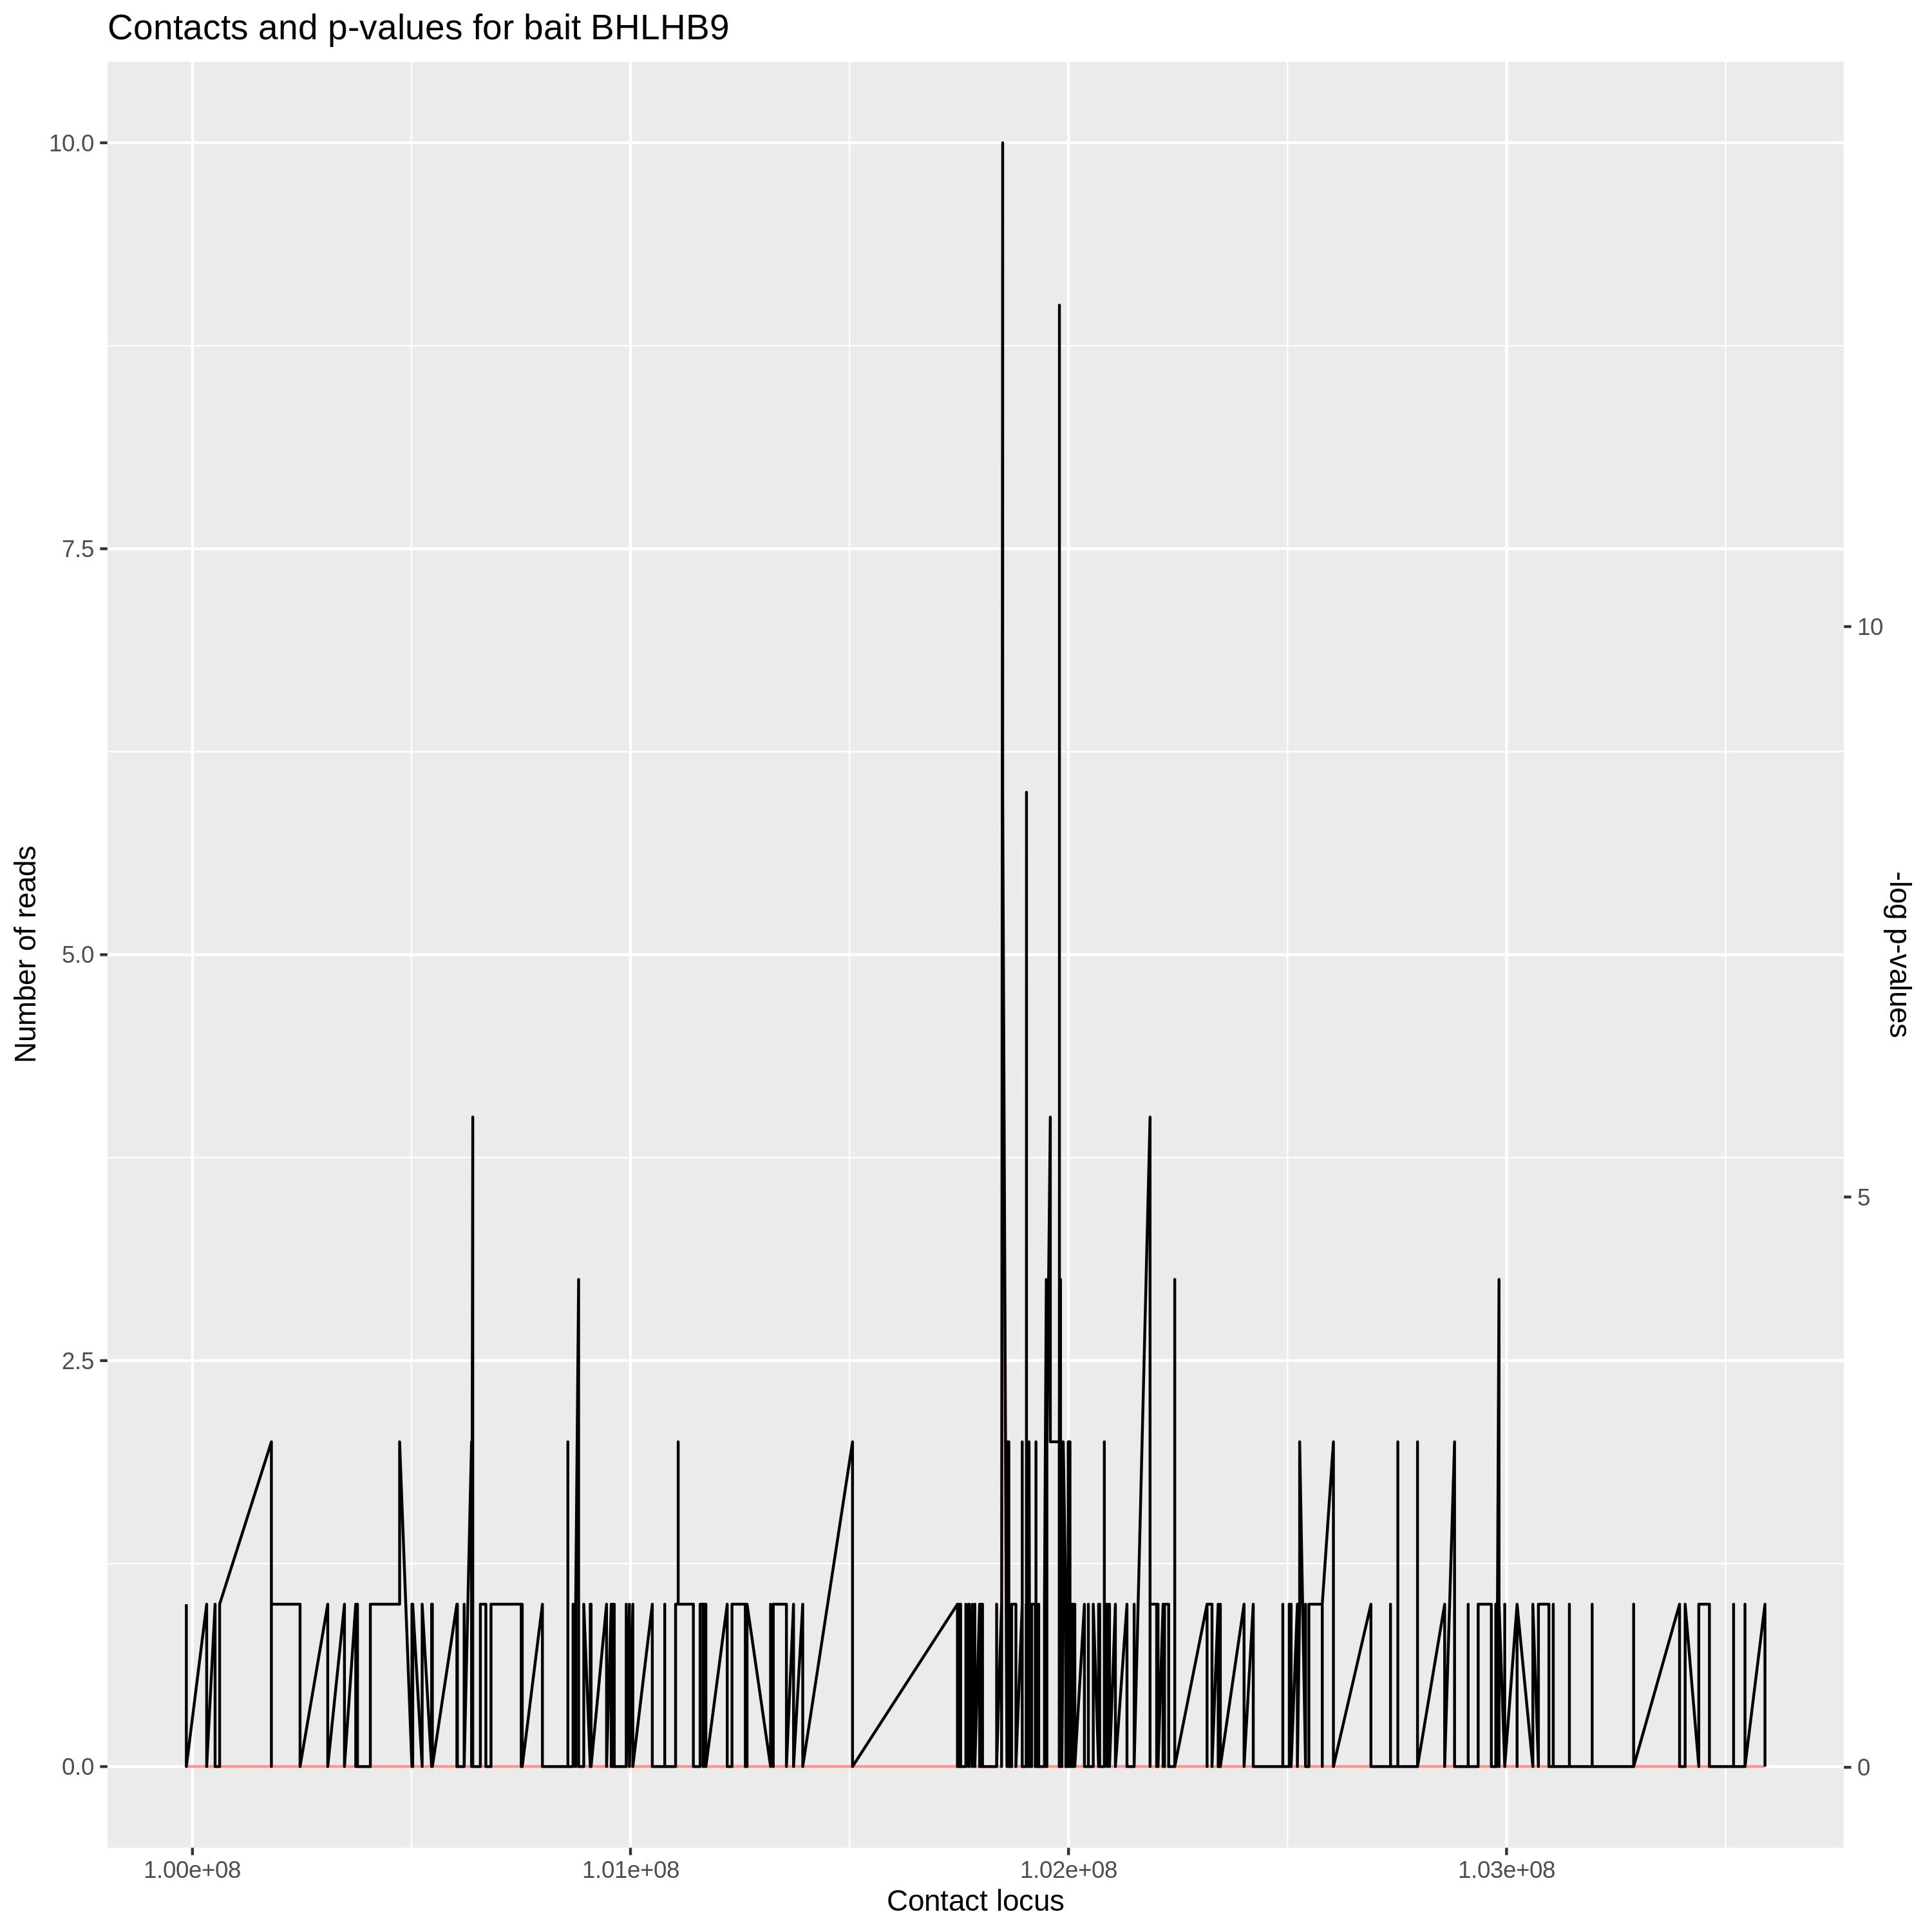 Contacts and p-values for bait BHLHB9
10.0
7.5
5.0
2.5
0.0
Number of reads
10
5
0
-log p-values
1.00e+08 1.01e+08 1.02e+08 1.03e+08
Contact locus